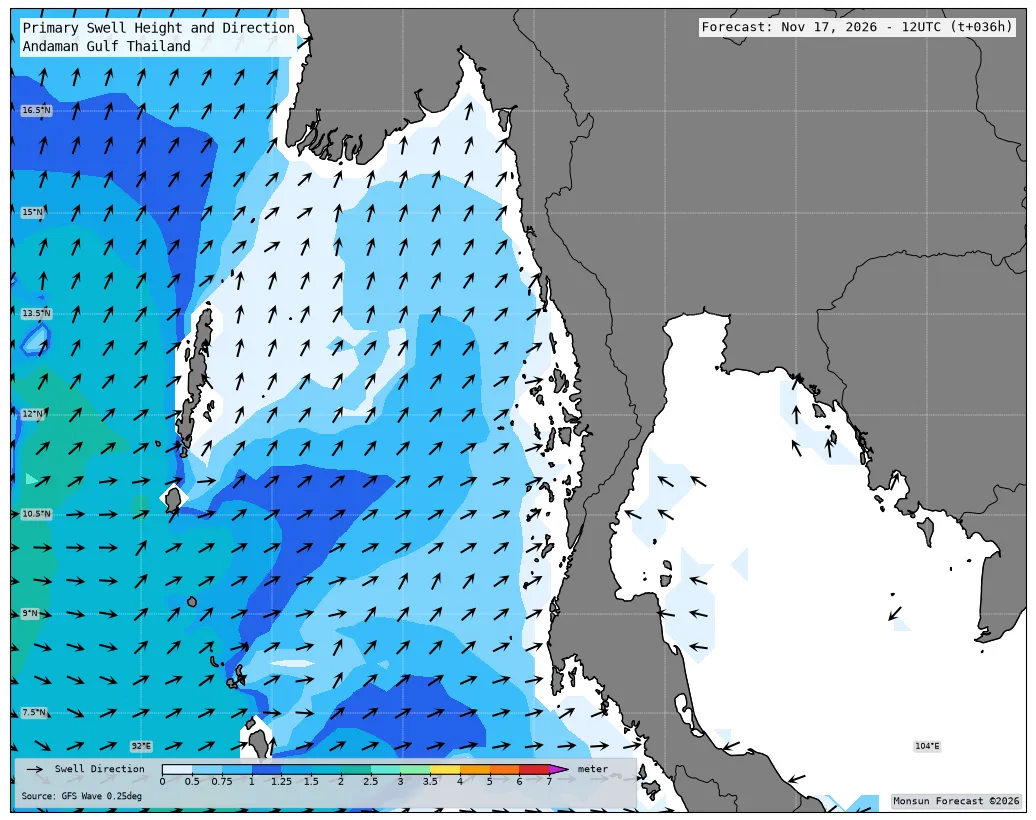 Primary Swell Height and Direction
Andaman Gulf Thailand
Forecast: Nov 17, 2026 - 12UTC (t+036h)
16.5°N
15°N
13.5°N
12°N
10.5°N
9°N
7.5°N
92°E
104°E
Swell Direction
0 0.5 0.75 1 1.25 1.5 2 2.5 3 3.5 4 5 6 7
meter
Source: GFS Wave 0.25deg
Monsun Forecast ©2026